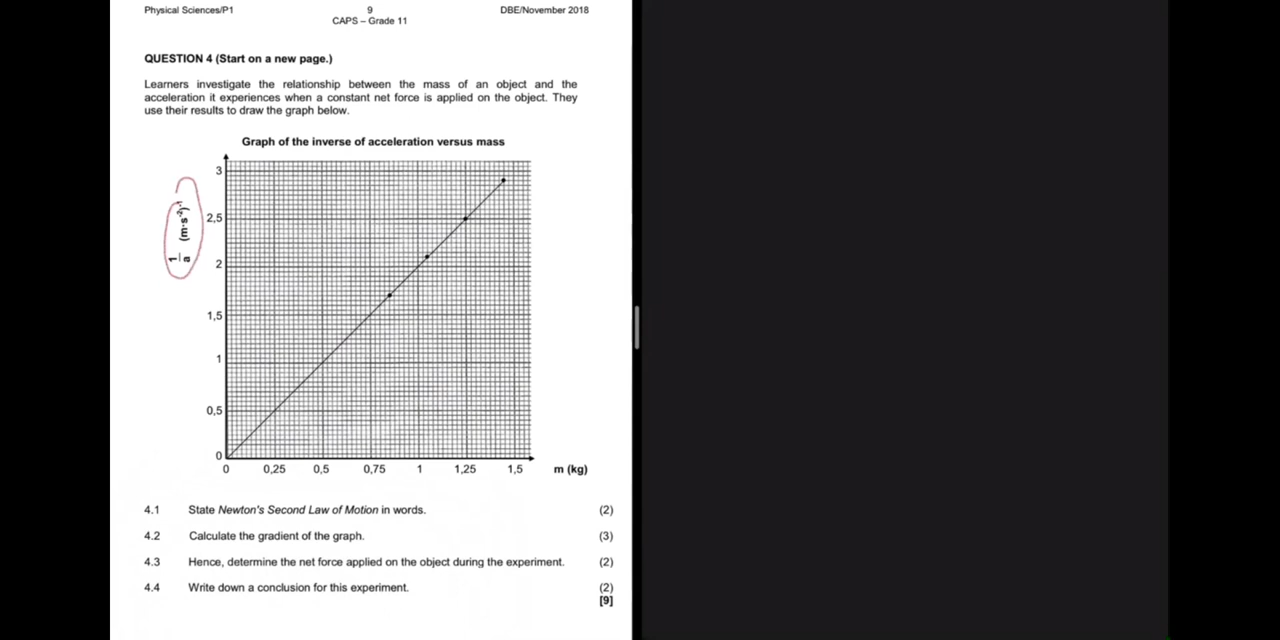 Physical Sciences/P1 9 DBE/November 2018
CAPS – Grade 11
QUESTION 4 (Start on a new page.)
Learners investigate the relationship between the mass of an object and the
acceleration it experiences when a constant net force is applied on the object. They
use their results to draw the graph below.
Graph of the inverse of acceleration versus mass
1/a (m·s⁻²)⁻¹
3
2,5
2
1,5
1
0,5
0
0 0,25 0,5 0,75 1 1,25 1,5 m (kg)
4.1 State Newton's Second Law of Motion in words. (2)
4.2 Calculate the gradient of the graph. (3)
4.3 Hence, determine the net force applied on the object during the experiment. (2)
4.4 Write down a conclusion for this experiment. (2)
[9]